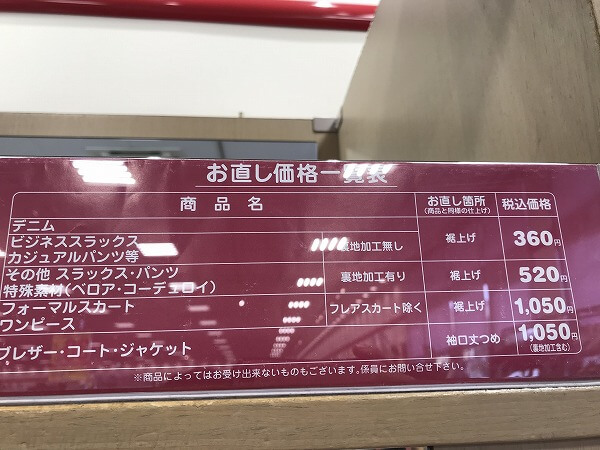 お直し価格一覧表
商品名
お直し箇所
(商品と同様の仕上げ)
税込価格
デニム
ビジネススラックス
カジュアルパンツ等
裏地加工無し
裾上げ
360円
その他 スラックス・パンツ
特殊素材(ベロア・コーデュロイ)
裏地加工有り
裾上げ
520円
フォーマルスカート
ワンピース
フレアスカート除く
裾上げ
1,050円
ブレザー・コート・ジャケット
袖口丈つめ
1,050円
(裏地加工含む)
※商品によってはお受け出来ないものもございます。係員にお問い合せ下さい。